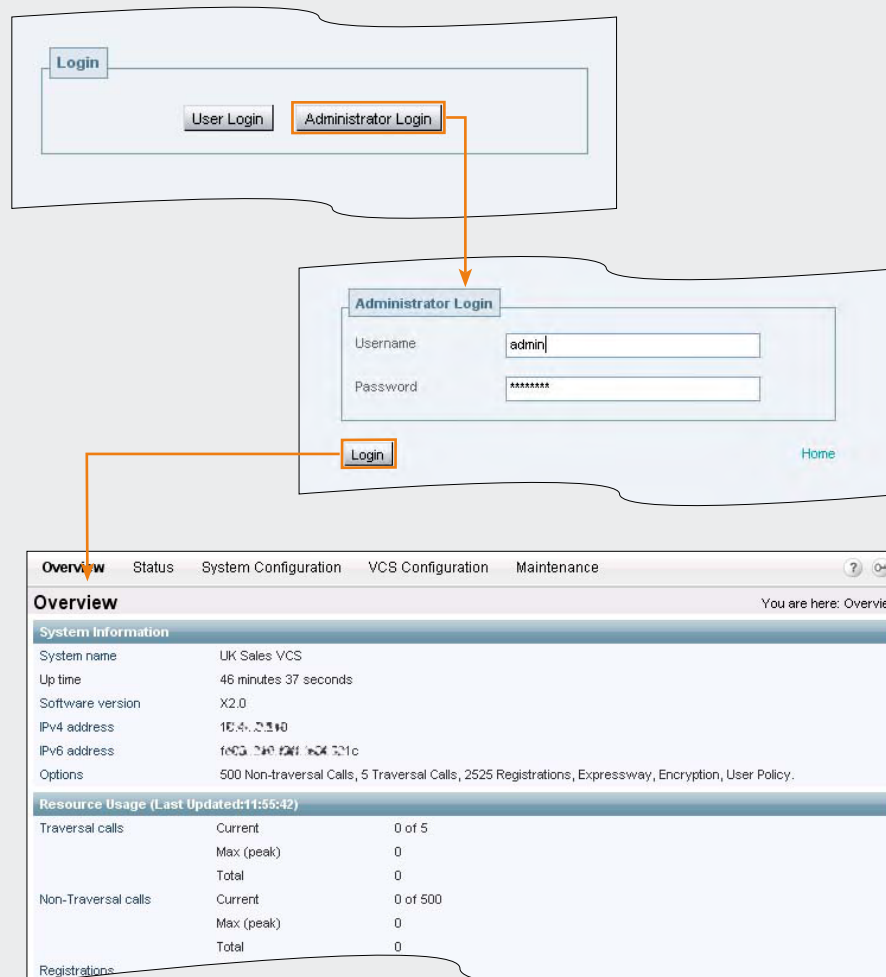 Login
User Login Administrator Login
Administrator Login
Username admin
Password ********
Login Home
Overview Status System Configuration VCS Configuration Maintenance ?
Overview You are here: Overvie
System Information
System name UK Sales VCS
Up time 46 minutes 37 seconds
Software version X2.0
IPv4 address
IPv6 address
Options 500 Non-traversal Calls, 5 Traversal Calls, 2525 Registrations, Expressway, Encryption, User Policy.
Resource Usage (Last Updated:11:55:42)
Traversal calls Current 0 of 5
Max (peak) 0
Total 0
Non-Traversal calls Current 0 of 500
Max (peak) 0
Total 0
Registrations